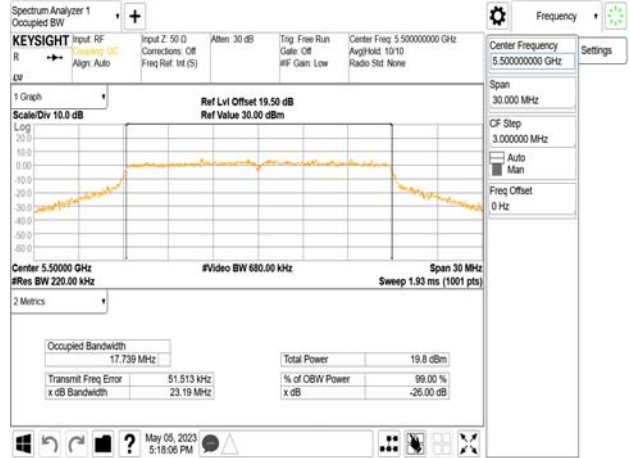 Spectrum Analyzer 1
Occupied BW
+
Frequency
KEYSIGHT
R
Input: RF
Coupling: DC
Align: Auto
Input Z: 50 Ω
Corrections: Off
Freq Ref: Int (S)
Atten: 30 dB
Trig: Free Run
Gate: Off
#IF Gain: Low
Center Freq: 5.500000000 GHz
Avg|Hold: 10/10
Radio Std: None
Center Frequency
5.500000000 GHz
Settings
Span
30.000 MHz
CF Step
3.000000 MHz
Auto
Man
Freq Offset
0 Hz
1 Graph
Scale/Div 10.0 dB
Ref Lvl Offset 19.50 dB
Ref Value 30.00 dBm
Log
20.0
10.0
0.00
-10.0
-20.0
-30.0
-40.0
-50.0
-60.0
Center 5.50000 GHz
#Res BW 220.00 kHz
#Video BW 680.00 kHz
Span 30 MHz
Sweep 1.93 ms (1001 pts)
2 Metrics
Occupied Bandwidth
17.739 MHz
Transmit Freq Error 51.513 kHz
x dB Bandwidth 23.19 MHz
Total Power 19.8 dBm
% of OBW Power 99.00 %
x dB -26.00 dB
?
May 05, 2023
5:18:06 PM